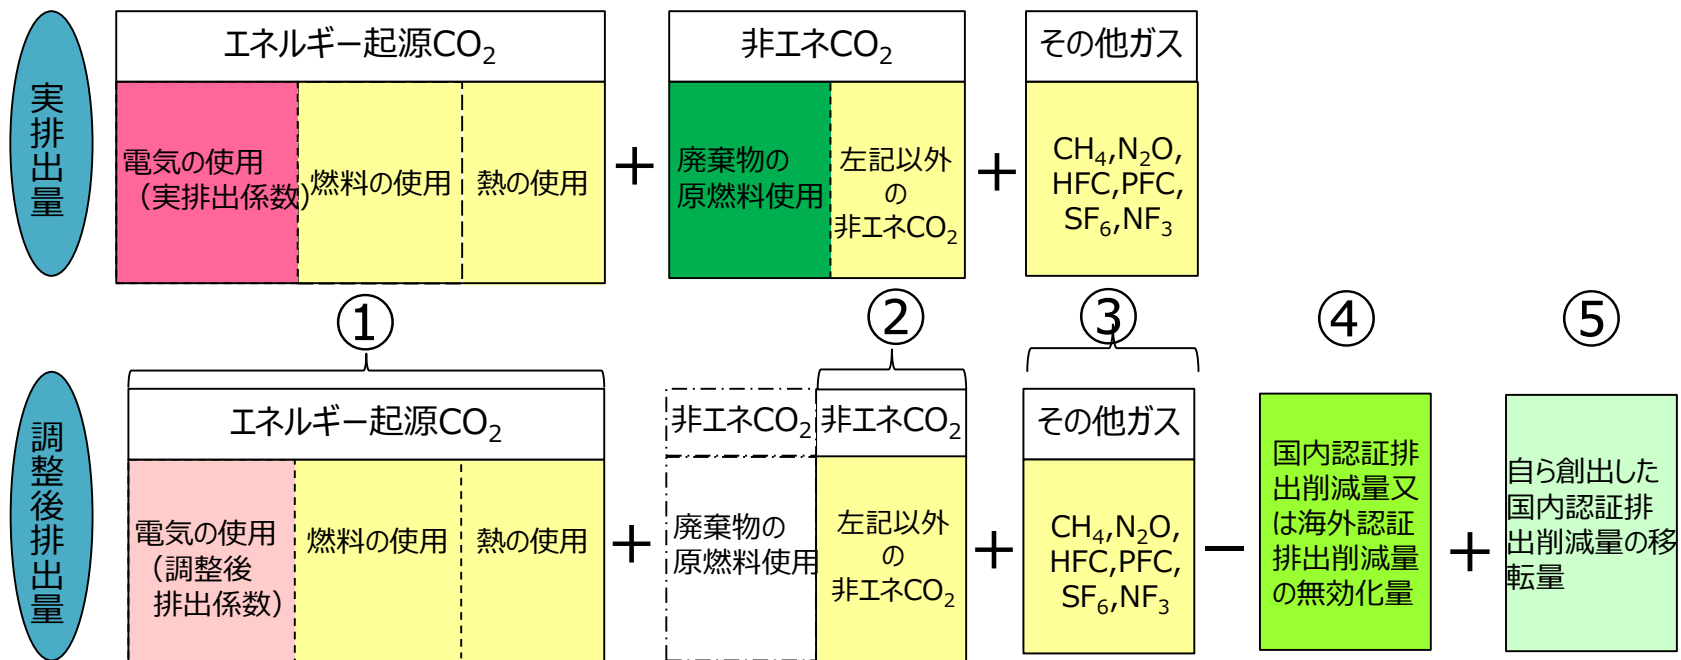 実排出量
エネルギー起源CO₂
非エネCO₂
その他ガス
電気の使用
（実排出係数）
燃料の使用
熱の使用
＋
廃棄物の
原燃料使用
左記以外
の
非エネCO₂
＋
CH₄,N₂O,
HFC,PFC,
SF₆,NF₃
①
②
③
④
⑤
調整後排出量
エネルギー起源CO₂
非エネCO₂
非エネCO₂
その他ガス
電気の使用
（調整後
排出係数）
燃料の使用
熱の使用
＋
廃棄物の
原燃料使用
左記以外
の
非エネCO₂
＋
CH₄,N₂O,
HFC,PFC,
SF₆,NF₃
－
国内認証排
出削減量又
は海外認証
排出削減量
の無効化量
＋
自ら創出した
国内認証排
出削減量の移
転量